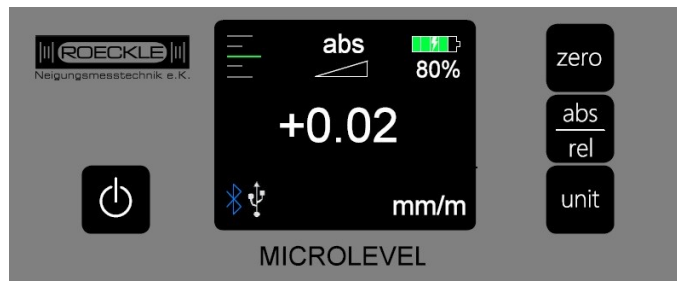 ROECKLE
Neigungsmesstechnik e.K.
abs
80%
+0.02
mm/m
MICROLEVEL
zero
abs
rel
unit